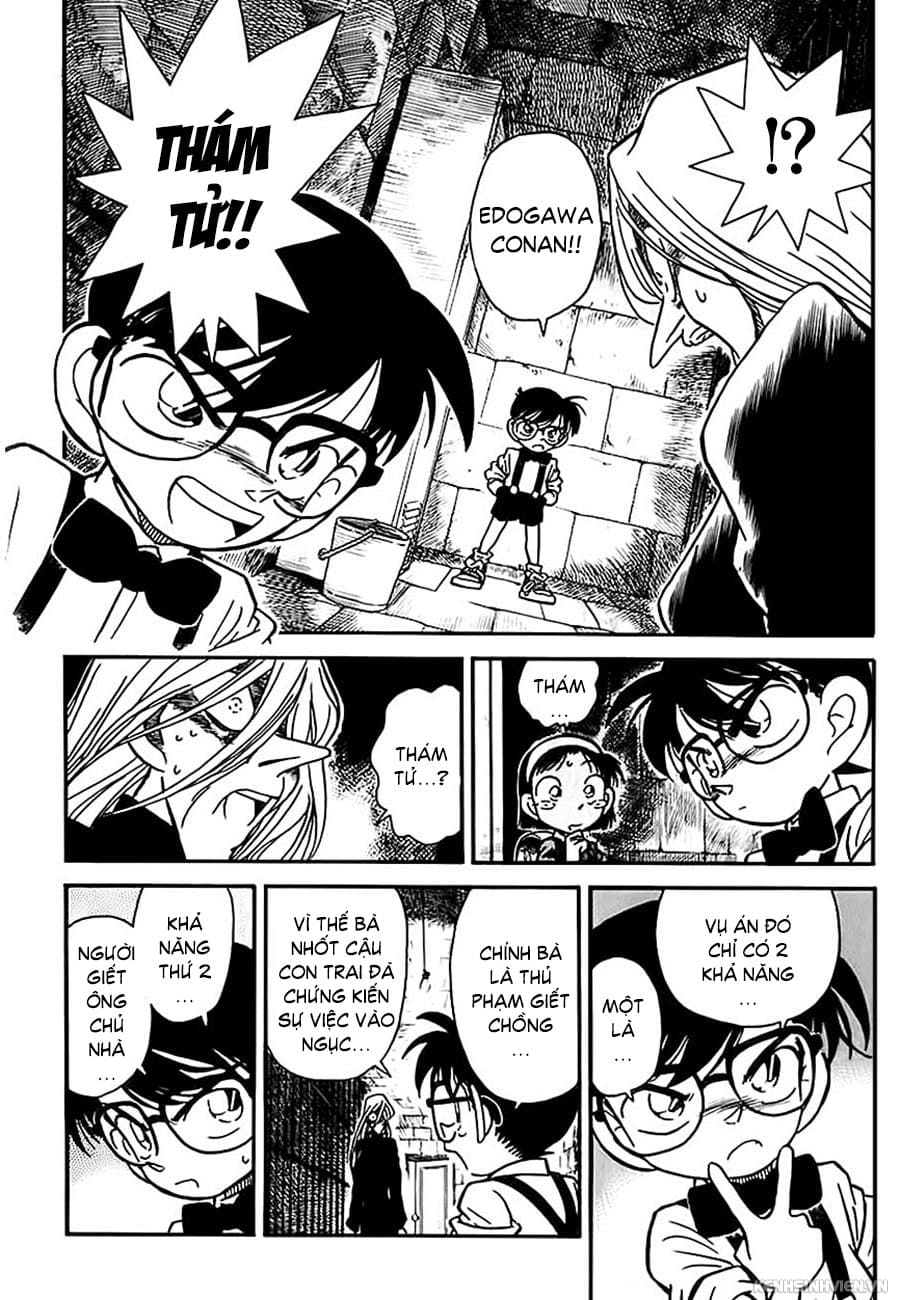 !?
EDOGAWA
CONAN!!
THÁM
TỬ!!
THÁM
...
THÁM
TỬ...?
VỤ ÁN ĐÓ
CHỈ CÓ 2
KHẢ NĂNG
...
MỘT
LÀ
...
CHÍNH BÀ
LÀ THỦ
PHẠM GIẾT
CHỒNG
...
VÌ THẾ BÀ
NHỐT CẬU
CON TRAI ĐÃ
CHỨNG KIẾN
SỰ VIỆC VÀO
NGỤC...
KHẢ
NĂNG
THỨ 2
...
NGƯỜI
GIẾT
ÔNG
CHỦ
NHÀ
...
KENHSINHVIEN.VN